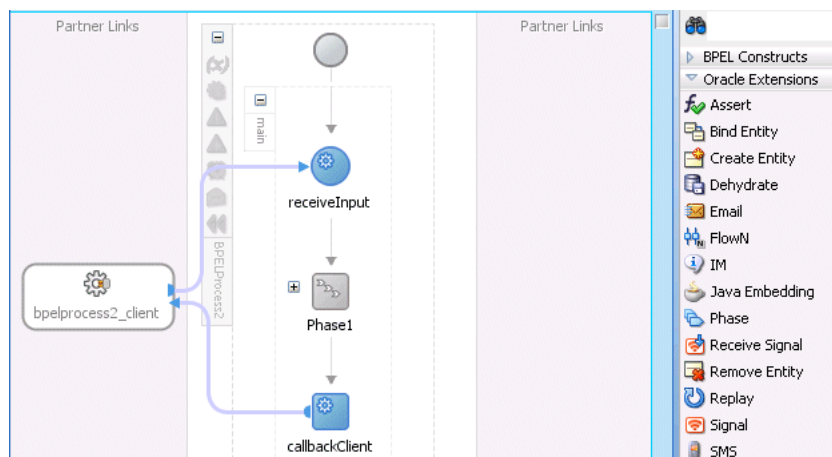 Partner Links
Partner Links
main
receiveInput
BPELProcess2
bpelprocess2_client
Phase1
callbackClient
BPEL Constructs
Oracle Extensions
Assert
Bind Entity
Create Entity
Dehydrate
Email
FlowN
IM
Java Embedding
Phase
Receive Signal
Remove Entity
Replay
Signal
SMS